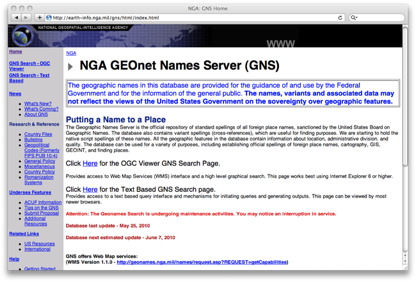 NGA: GNS Home
http://earth-info.nga.mil/gns/html/index.html
NATIONAL GEOSPATIAL-INTELLIGENCE AGENCY
www
Home
GNS Search - OGC
Viewer
GNS Search - Text
Based
News
What's New?
What's Coming?
About GNS
Research & Reference
Country Files
Bulletins
Geopolitical
Codes (Formerly
FIPS PUB 10-4)
General Policy
Miscellaneous
Country Policy
Romanization
Systems
Undersea Features
ACUF Information
Tips on the GNS
Submit Proposal
Additional
Resources
Related Links
US Resources
International
Help
Getting Started
NGA
NGA GEOnet Names Server (GNS)
The geographic names in this database are provided for the guidance of and use by the Federal
Government and for the information of the general public. The names, variants and associated data may
not reflect the views of the United States Government on the sovereignty over geographic features.
Putting a Name to a Place
The Geographic Names Server is the official repository of standard spellings of all foreign place names, sanctioned by the United States Board on
Geographic Names. The database also contains variant spellings (cross-references), which are useful for finding purposes. We are starting to hold the
native script spellings of these names. All the geographic features in the database contain information about location, administrative division, and
quality. The database can be used for a variety of purposes, including establishing official spellings of foreign place names, cartography, GIS,
GEOINT, and finding places.
Click Here for the OGC Viewer GNS Search Page.
Provides access to Web Map Services (WMS) interface and a high level graphical search. This page works best using Internet Explorer 6 or higher.
Click Here for the Text Based GNS Search page.
Provides access to a text based query interface and mechanisms for initiating queries and generating outputs. This page can be viewed by most
newer browsers.
Attention: The Geonames Search is undergoing maintenance activities. You may notice an interruption in service.
Database last update - May 25, 2010
Database next estimated update - June 7, 2010
GNS offers Web Map services:
(WMS Version 1.1.0 - http://geonames.nga.mil/names/request.asp?REQUEST=getCapabilities)